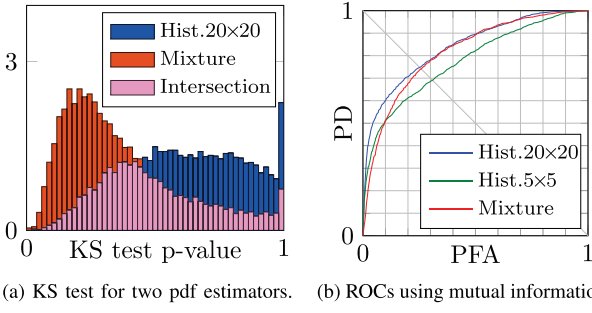 3
0
0
1
KS test p-value
Hist.20×20
Mixture
Intersection
(a) KS test for two pdf estimators.
1
PD
0
0
1
PFA
Hist.20×20
Hist.5×5
Mixture
(b) ROCs using mutual informatio